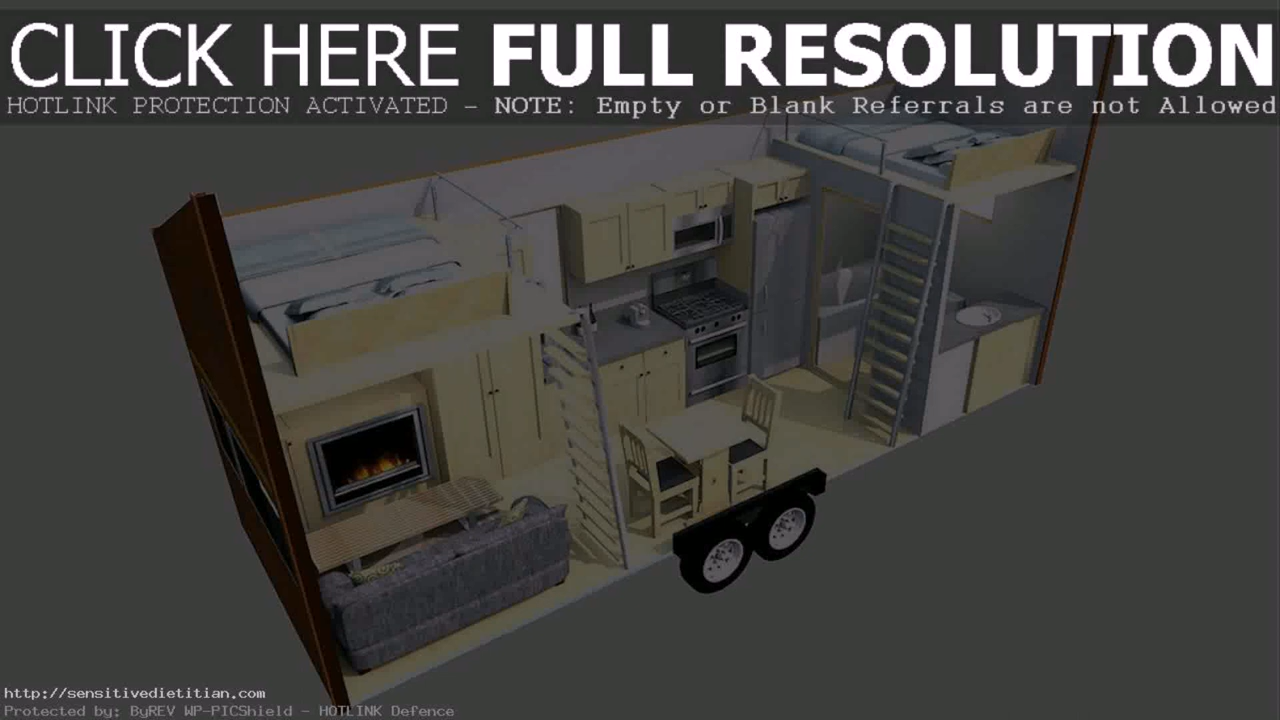 CLICK HERE FULL RESOLUTION
HOTLINK PROTECTION ACTIVATED - NOTE: Empty or Blank Referrals are not Allowed
http://sensitivedietitian.com
Protected by: ByREV WP-PICShield - HOTLINK Defence